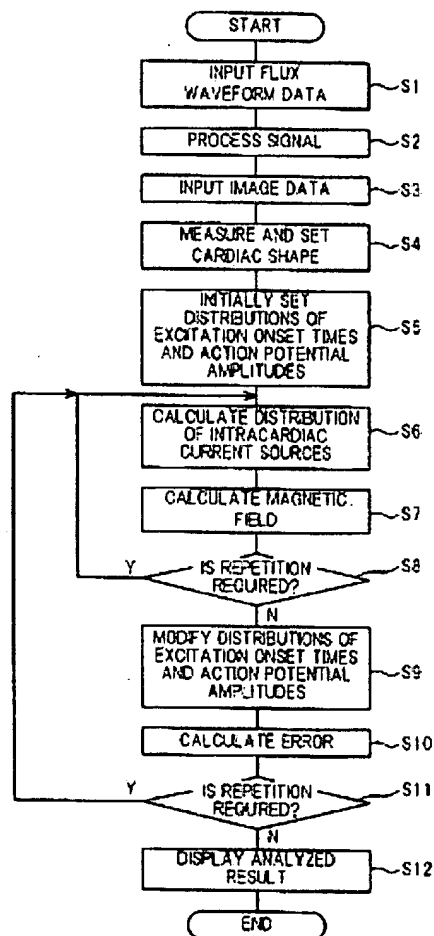 START
INPUT FLUX
WAVEFORM DATA
S1
PROCESS SIGNAL
S2
INPUT IMAGE DATA
S3
MEASURE AND SET
CARDIAC SHAPE
S4
INITIALLY SET
DISTRIBUTIONS OF
EXCITATION ONSET TIMES
AND ACTION POTENTIAL
AMPLITUDES
S5
CALCULATE DISTRIBUTION
OF INTRACARDIAC
CURRENT SOURCES
S6
CALCULATE MAGNETIC
FIELD
S7
Y
IS REPETITION
REQUIRED?
S8
N
MODIFY DISTRIBUTIONS OF
EXCITATION ONSET TIMES
AND ACTION POTENTIAL
AMPLITUDES
S9
CALCULATE ERROR
S10
Y
IS REPETITION
REQUIRED?
S11
N
DISPLAY ANALYZED
RESULT
S12
END